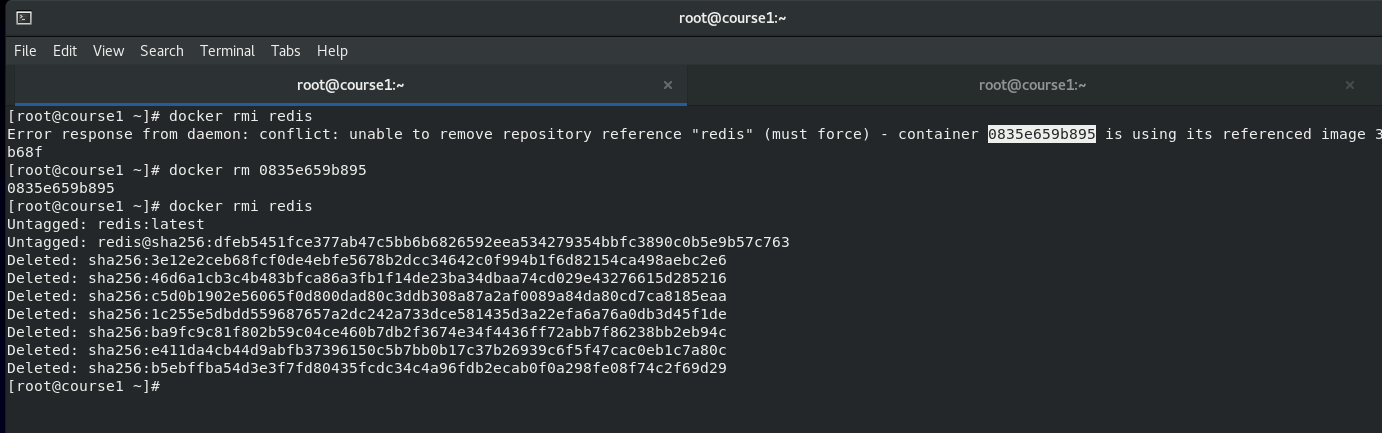 root@course1:~
File Edit View Search Terminal Tabs Help
root@course1:~ × root@course1:~ ×
[root@course1 ~]# docker rmi redis
Error response from daemon: conflict: unable to remove repository reference "redis" (must force) - container 0835e659b895 is using its referenced image 3
b68f
[root@course1 ~]# docker rm 0835e659b895
0835e659b895
[root@course1 ~]# docker rmi redis
Untagged: redis:latest
Untagged: redis@sha256:dfeb5451fce377ab47c5bb6b6826592eea534279354bbfc3890c0b5e9b57c763
Deleted: sha256:3e12e2ceb68fcf0de4ebfe5678b2dcc34642c0f994b1f6d82154ca498aebc2e6
Deleted: sha256:46d6a1cb3c4b483bfca86a3fb1f14de23ba34dbaa74cd029e43276615d285216
Deleted: sha256:c5d0b1902e56065f0d800dad80c3ddb308a87a2af0089a84da80cd7ca8185eaa
Deleted: sha256:1c255e5dbdd559687657a2dc242a733dce581435d3a22efa6a76a0db3d45f1de
Deleted: sha256:ba9fc9c81f802b59c04ce460b7db2f3674e34f4436ff72abb7f86238bb2eb94c
Deleted: sha256:e411da4cb44d9abfb37396150c5b7bb0b17c37b26939c6f5f47cac0eb1c7a80c
Deleted: sha256:b5ebffba54d3e3f7fd80435fcdc34c4a96fdb2ecab0f0a298fe08f74c2f69d29
[root@course1 ~]#